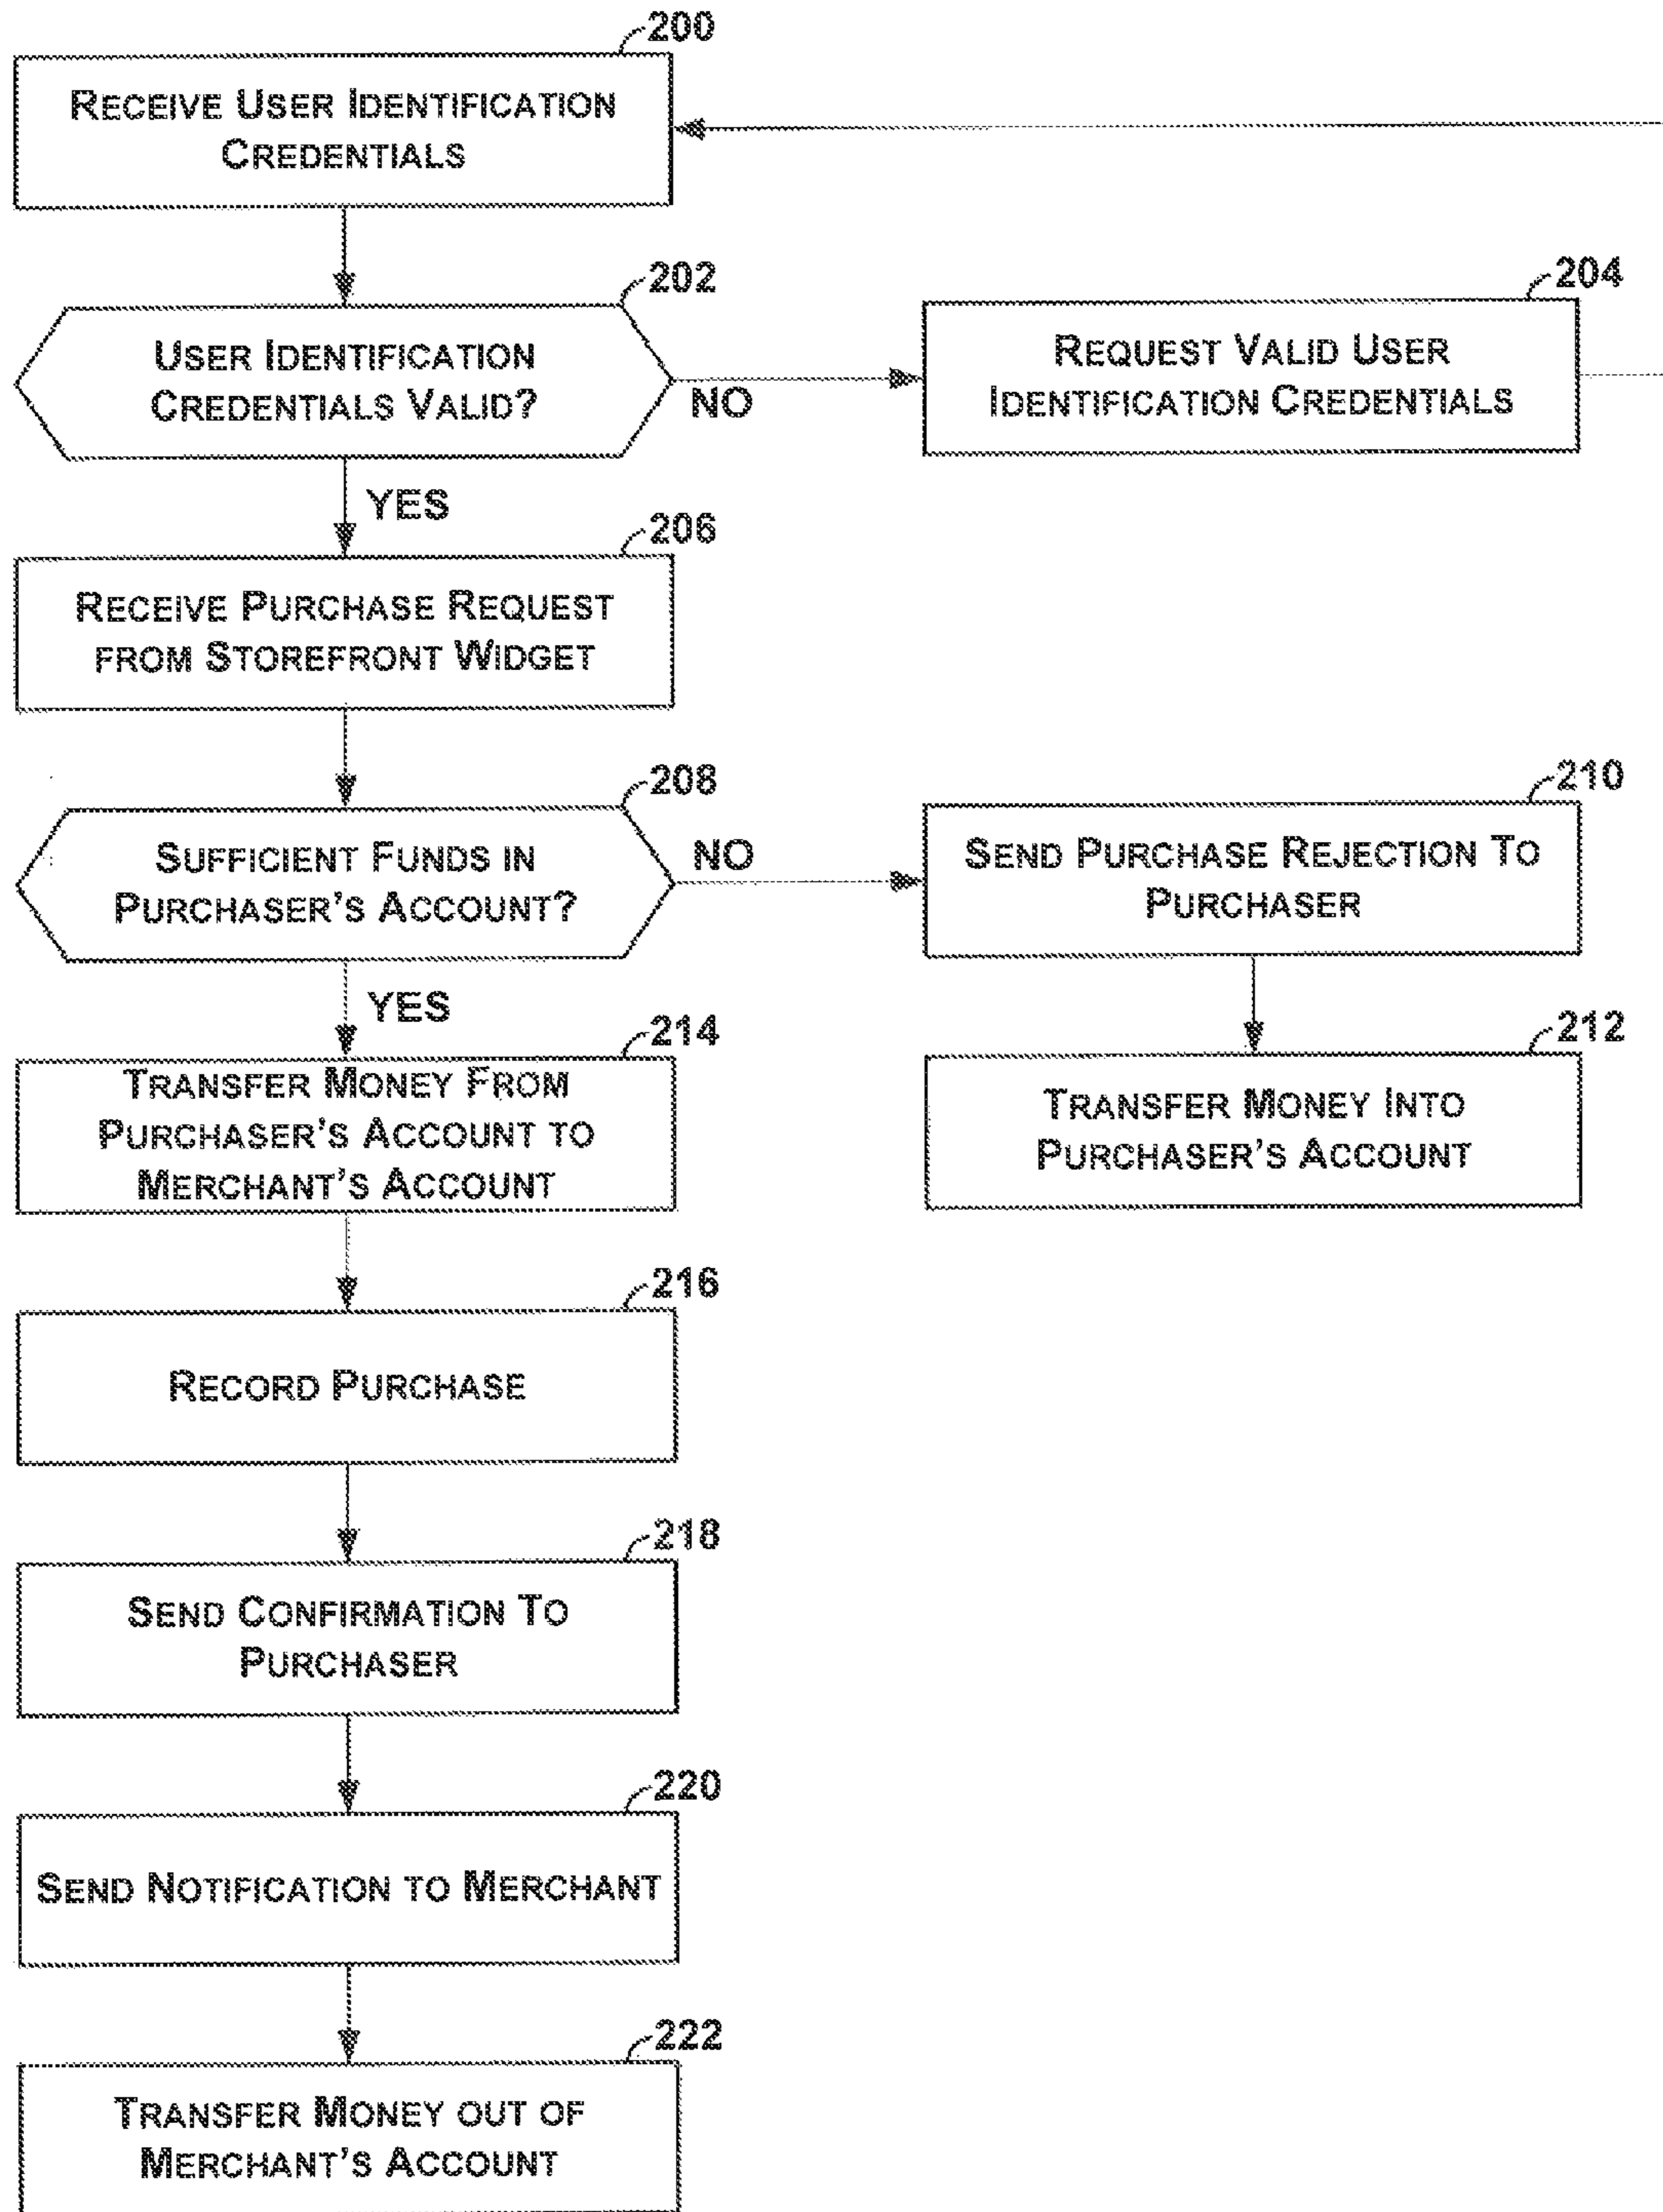 200
RECEIVE USER IDENTIFICATION
CREDENTIALS
202
USER IDENTIFICATION
CREDENTIALS VALID?
NO
204
REQUEST VALID USER
IDENTIFICATION CREDENTIALS
YES
206
RECEIVE PURCHASE REQUEST
FROM STOREFRONT WIDGET
208
SUFFICIENT FUNDS IN
PURCHASER'S ACCOUNT?
NO
210
SEND PURCHASE REJECTION TO
PURCHASER
YES
214
TRANSFER MONEY FROM
PURCHASER'S ACCOUNT TO
MERCHANT'S ACCOUNT
212
TRANSFER MONEY INTO
PURCHASER'S ACCOUNT
216
RECORD PURCHASE
218
SEND CONFIRMATION TO
PURCHASER
220
SEND NOTIFICATION TO MERCHANT
222
TRANSFER MONEY OUT OF
MERCHANT'S ACCOUNT